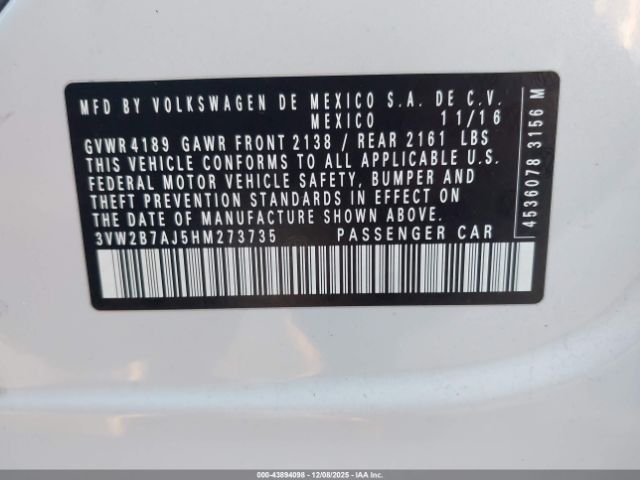 MFD BY VOLKSWAGEN DE MEXICO S.A. DE C.V.
MEXICO 11/16
GVWR 4189 GAWR FRONT 2138 / REAR 2161 LBS
THIS VEHICLE CONFORMS TO ALL APPLICABLE U.S.
FEDERAL MOTOR VEHICLE SAFETY, BUMPER AND
THEFT PREVENTION STANDARDS IN EFFECT ON
THE DATE OF MANUFACTURE SHOWN ABOVE.
3VW2B7AJ5HM273735 PASSENGER CAR
4536078 3156 M
000-43894098 - 12/08/2025 - IAA, Inc.